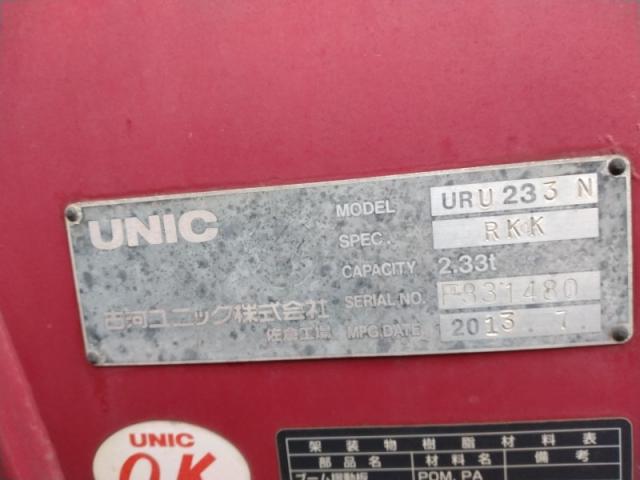 UNIC
MODEL URU233N
SPEC. RKK
CAPACITY 2.33t
SERIAL NO. F831480
MFG.DATE 2013 7
古河ユニック株式会社
佐倉工場
UNIC
OK
架装物樹脂材料表
部品名 材料名 備考
POM, PA